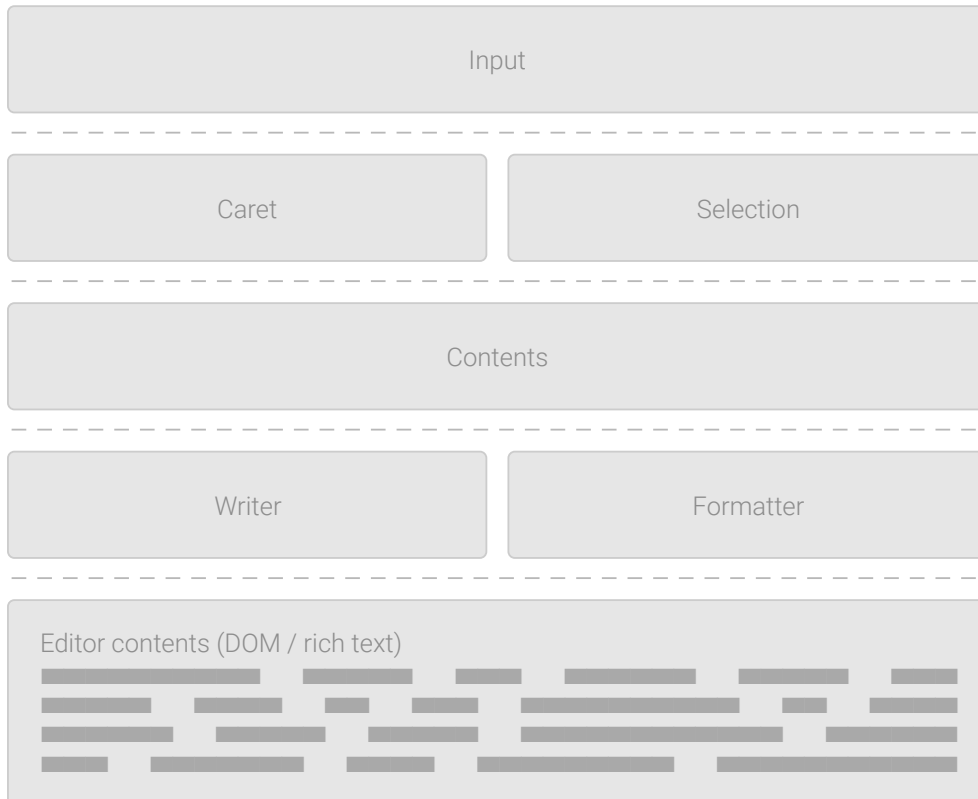 Input
Caret
Selection
Contents
Writer
Formatter
Editor contents (DOM / rich text)